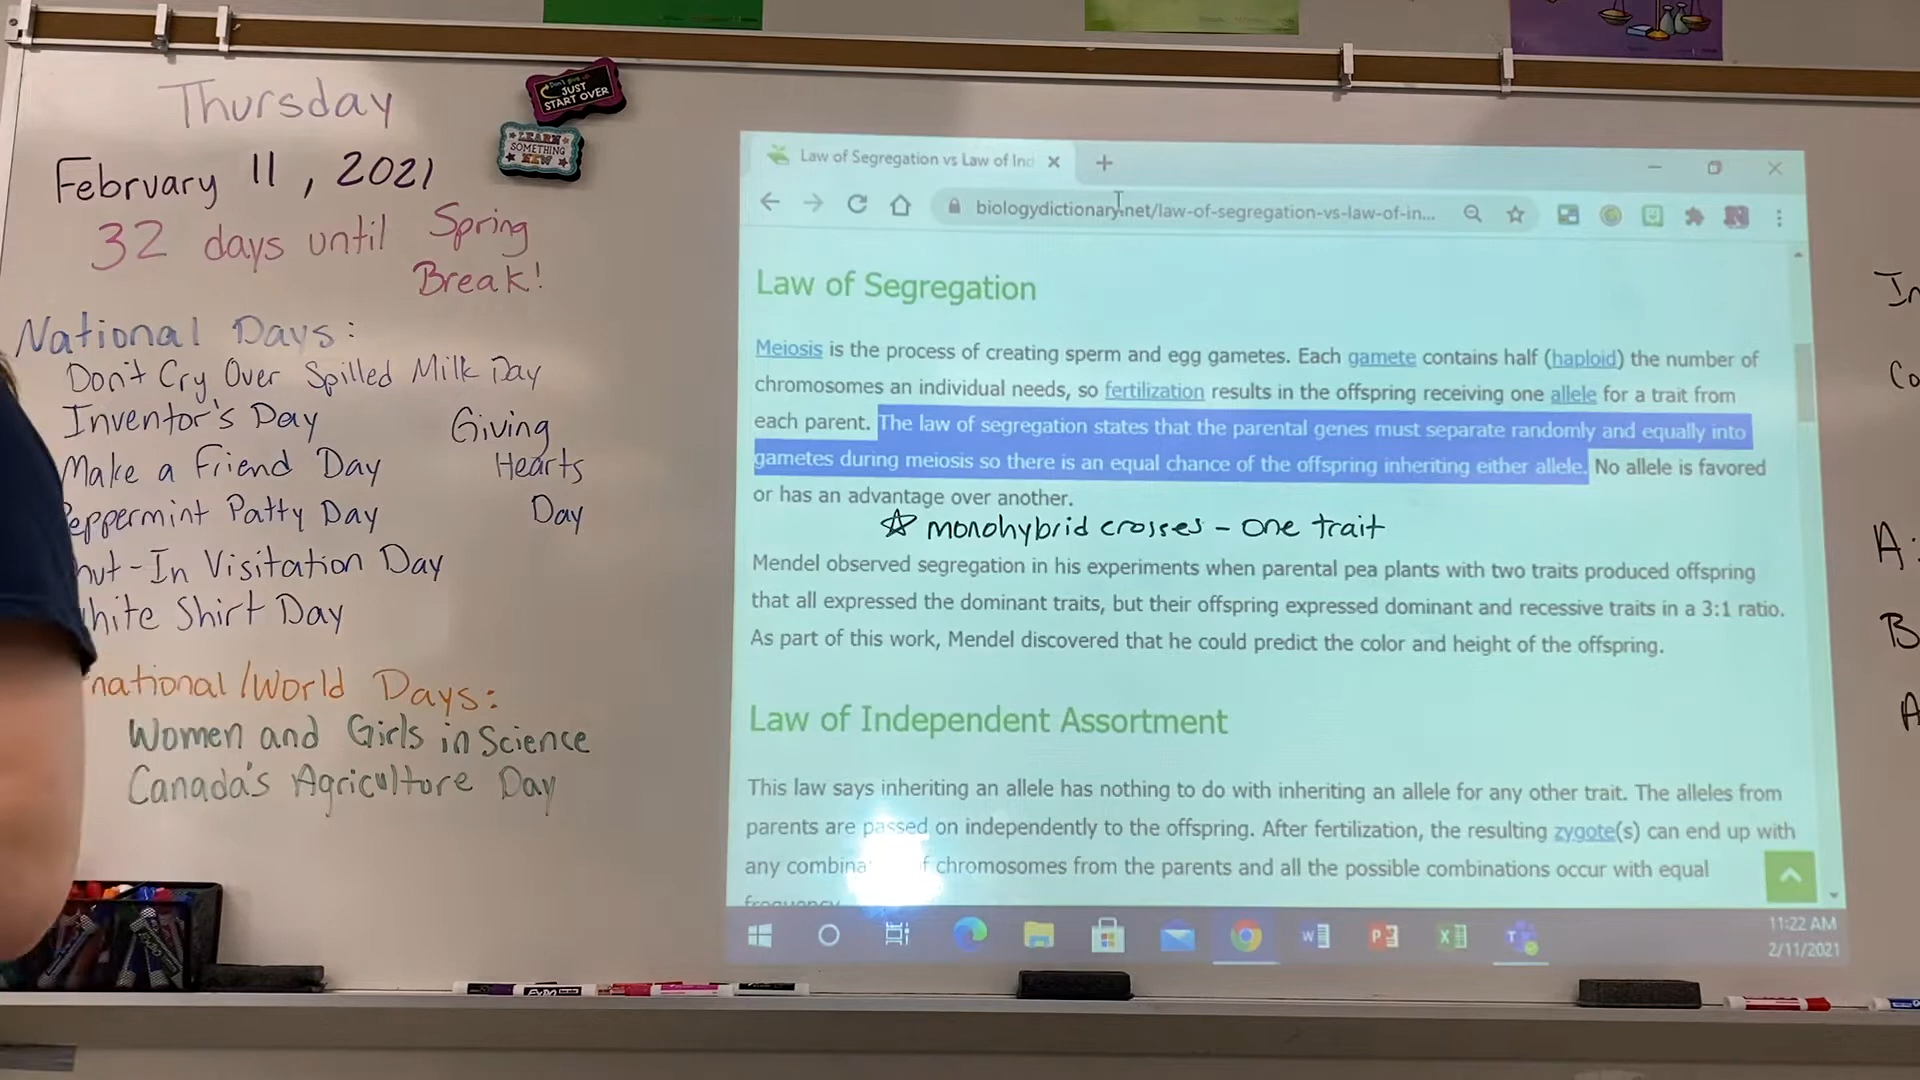 Thursday
February 11, 2021
32 days until Spring
Break!
National Days:
Don't Cry Over Spilled Milk Day
Inventor's Day
Make a Friend Day
eppermint Patty Day
hut-In Visitation Day
hite Shirt Day
Giving
Hearts
Day
national/World Days:
Women and Girls in Science
Canada's Agriculture Day
JUST
START OVER
LEARN
SOMETHING
NEW
Law of Segregation vs Law of Ind
biologydictionary.net/law-of-segregation-vs-law-of-in...
Law of Segregation
Meiosis is the process of creating sperm and egg gametes. Each gamete contains half (haploid) the number of
chromosomes an individual needs, so fertilization results in the offspring receiving one allele for a trait from
each parent. The law of segregation states that the parental genes must separate randomly and equally into
gametes during meiosis so there is an equal chance of the offspring inheriting either allele. No allele is favored
or has an advantage over another.
☆ monohybrid crosses - one trait
Mendel observed segregation in his experiments when parental pea plants with two traits produced offspring
that all expressed the dominant traits, but their offspring expressed dominant and recessive traits in a 3:1 ratio.
As part of this work, Mendel discovered that he could predict the color and height of the offspring.
Law of Independent Assortment
This law says inheriting an allele has nothing to do with inheriting an allele for any other trait. The alleles from
parents are passed on independently to the offspring. After fertilization, the resulting zygote(s) can end up with
any combina f chromosomes from the parents and all the possible combinations occur with equal
frequency
11:22 AM
2/11/2021
In
Co
A:
B
A
EXPO